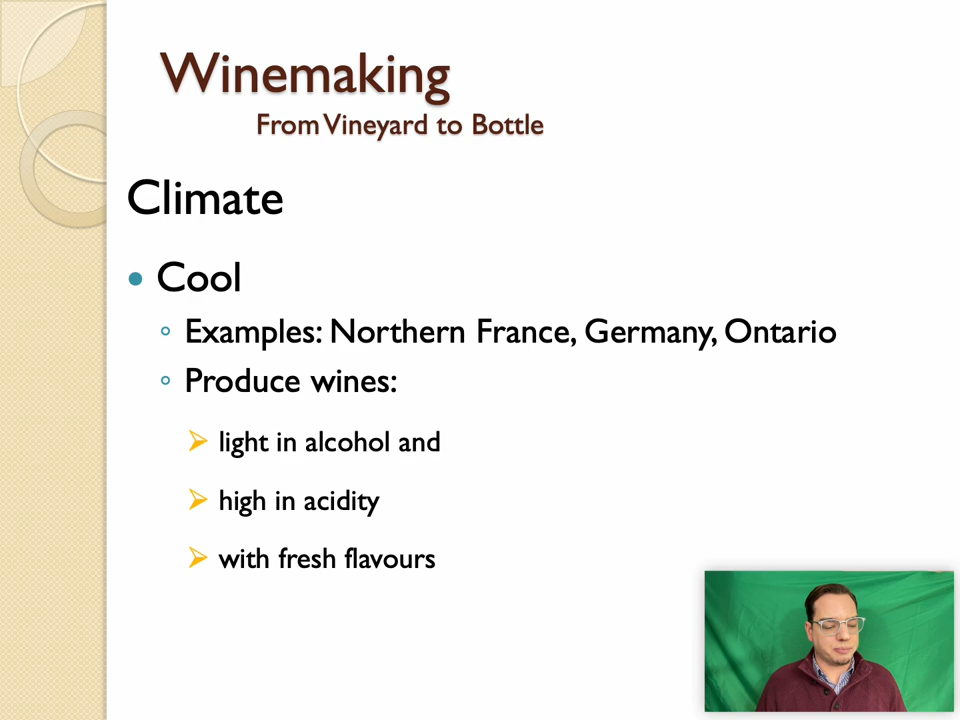 Winemaking
From Vineyard to Bottle
Climate
Cool
Examples: Northern France, Germany, Ontario
Produce wines:
light in alcohol and
high in acidity
with fresh flavours